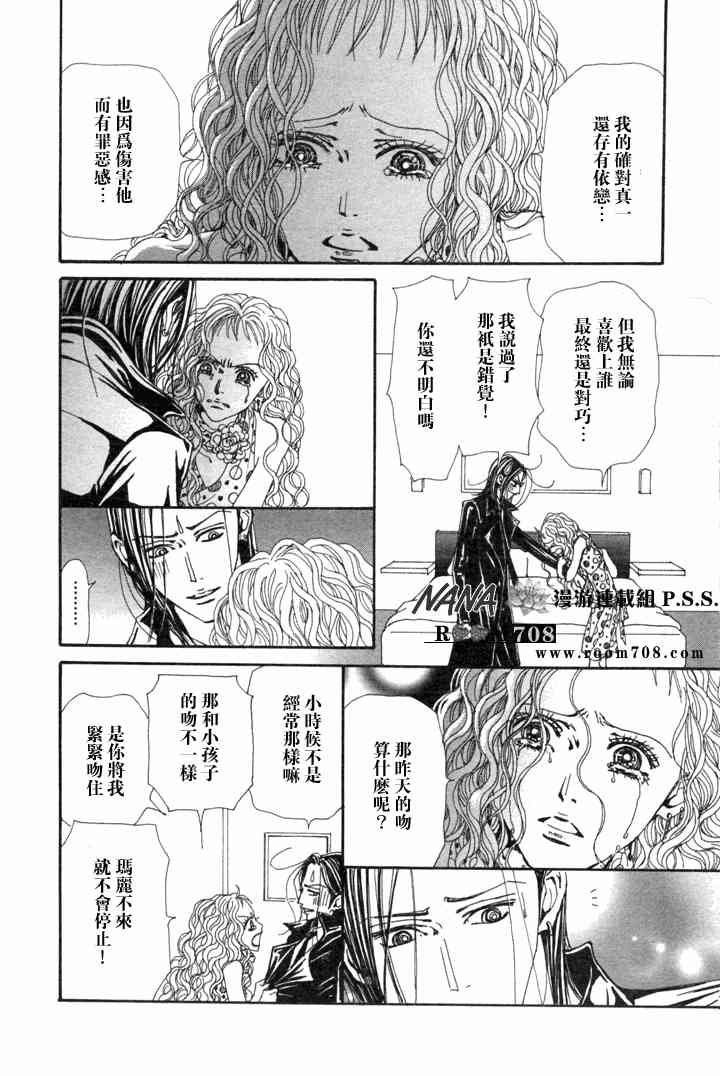 我的確對真一
還存有依戀…
也因爲傷害他
而有罪惡感…
但我無論
喜歡上誰
最終還是對巧…
我説過了
那衹是錯覺！
你還不明白嗎
………
NANA
漫游連載組 P.S.S.
ROOM708
www.room708.com
那昨天的吻
算什麽呢？
小時候不是
經常那樣嘛
那和小孩子
的吻不一樣
是你將我
緊緊吻住
瑪麗不來
就不會停止！